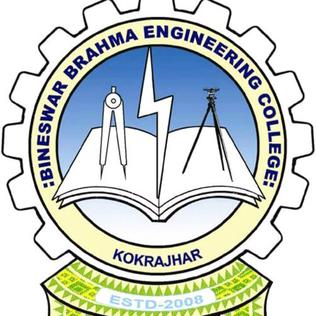 :BINESWAR BRAHMA ENGINEERING COLLEGE:
KOKRAJHAR
ESTD-2008